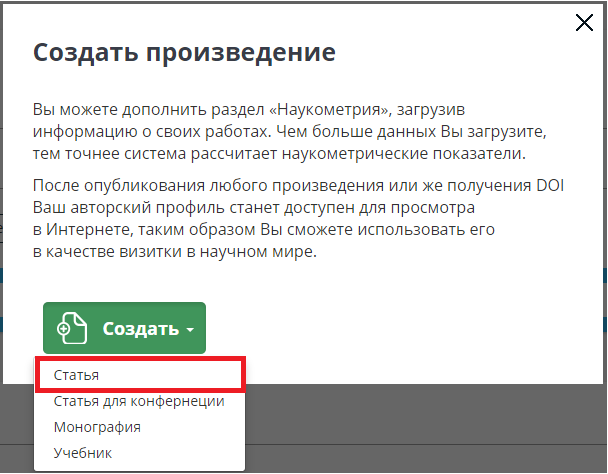 Создать произведение
Вы можете дополнить раздел «Наукометрия», загрузив
информацию о своих работах. Чем больше данных Вы загрузите,
тем точнее система рассчитает наукометрические показатели.
После опубликования любого произведения или же получения DOI
Ваш авторский профиль станет доступен для просмотра
в Интернете, таким образом Вы сможете использовать его
в качестве визитки в научном мире.
Создать
Статья
Статья для конфернеции
Монография
Учебник